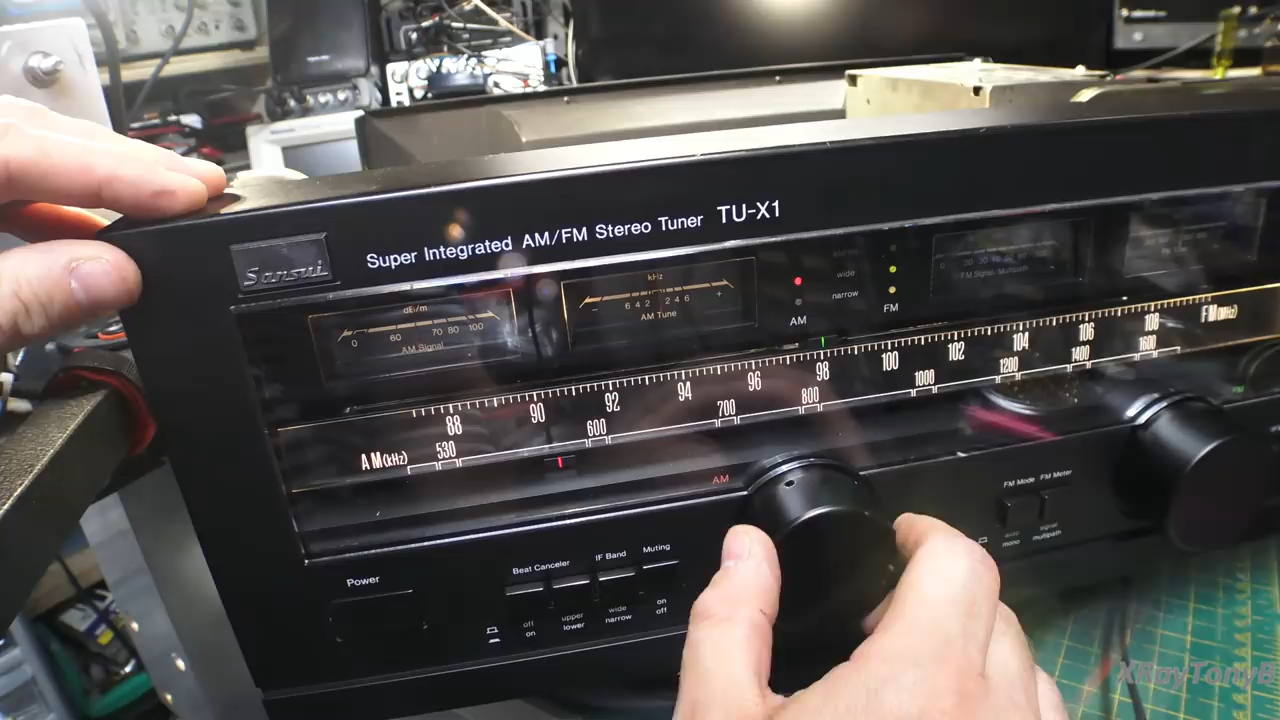 Super Integrated AM/FM Stereo Tuner TU-X1
Sansui
dBf/m
0 60 70 80 100
AM Signal
kHz
- 6 4 2 2 4 6 +
AM Tune
AM
stereo
wide
narrow
FM
FM Signal, Multipath
88 90 92 94 96 98 100 102 104 106 108 FM(MHz)
AM(kHz) 530 600 700 800 1000 1200 1400 1600
AM
Power
Beat Canceler
IF Band
Muting
off
on
upper
lower
wide
narrow
on
off
FM Mode
FM Meter
auto
mono
signal
multipath
XRayTonyB